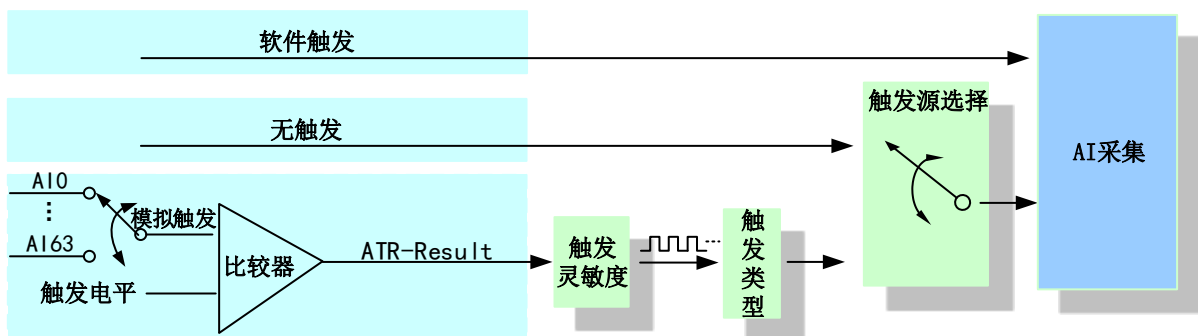 软件触发
触发源选择
无触发
AI采集
AI0
模拟触发
AI63
比较器
ATR-Result
触发
灵敏度
触
发
类
型
触发电平